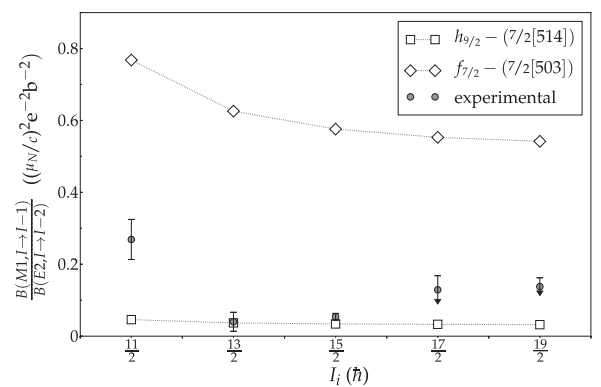 0.8
0.6
0.4
0.2
0
B(M1,I→I−1)/B(E2,I→I−2) ((μN/c)²e⁻²b⁻²)
h9/2 − (7/2[514])
f7/2 − (7/2[503])
experimental
11/2 13/2 15/2 17/2 19/2
Ii (ħ)